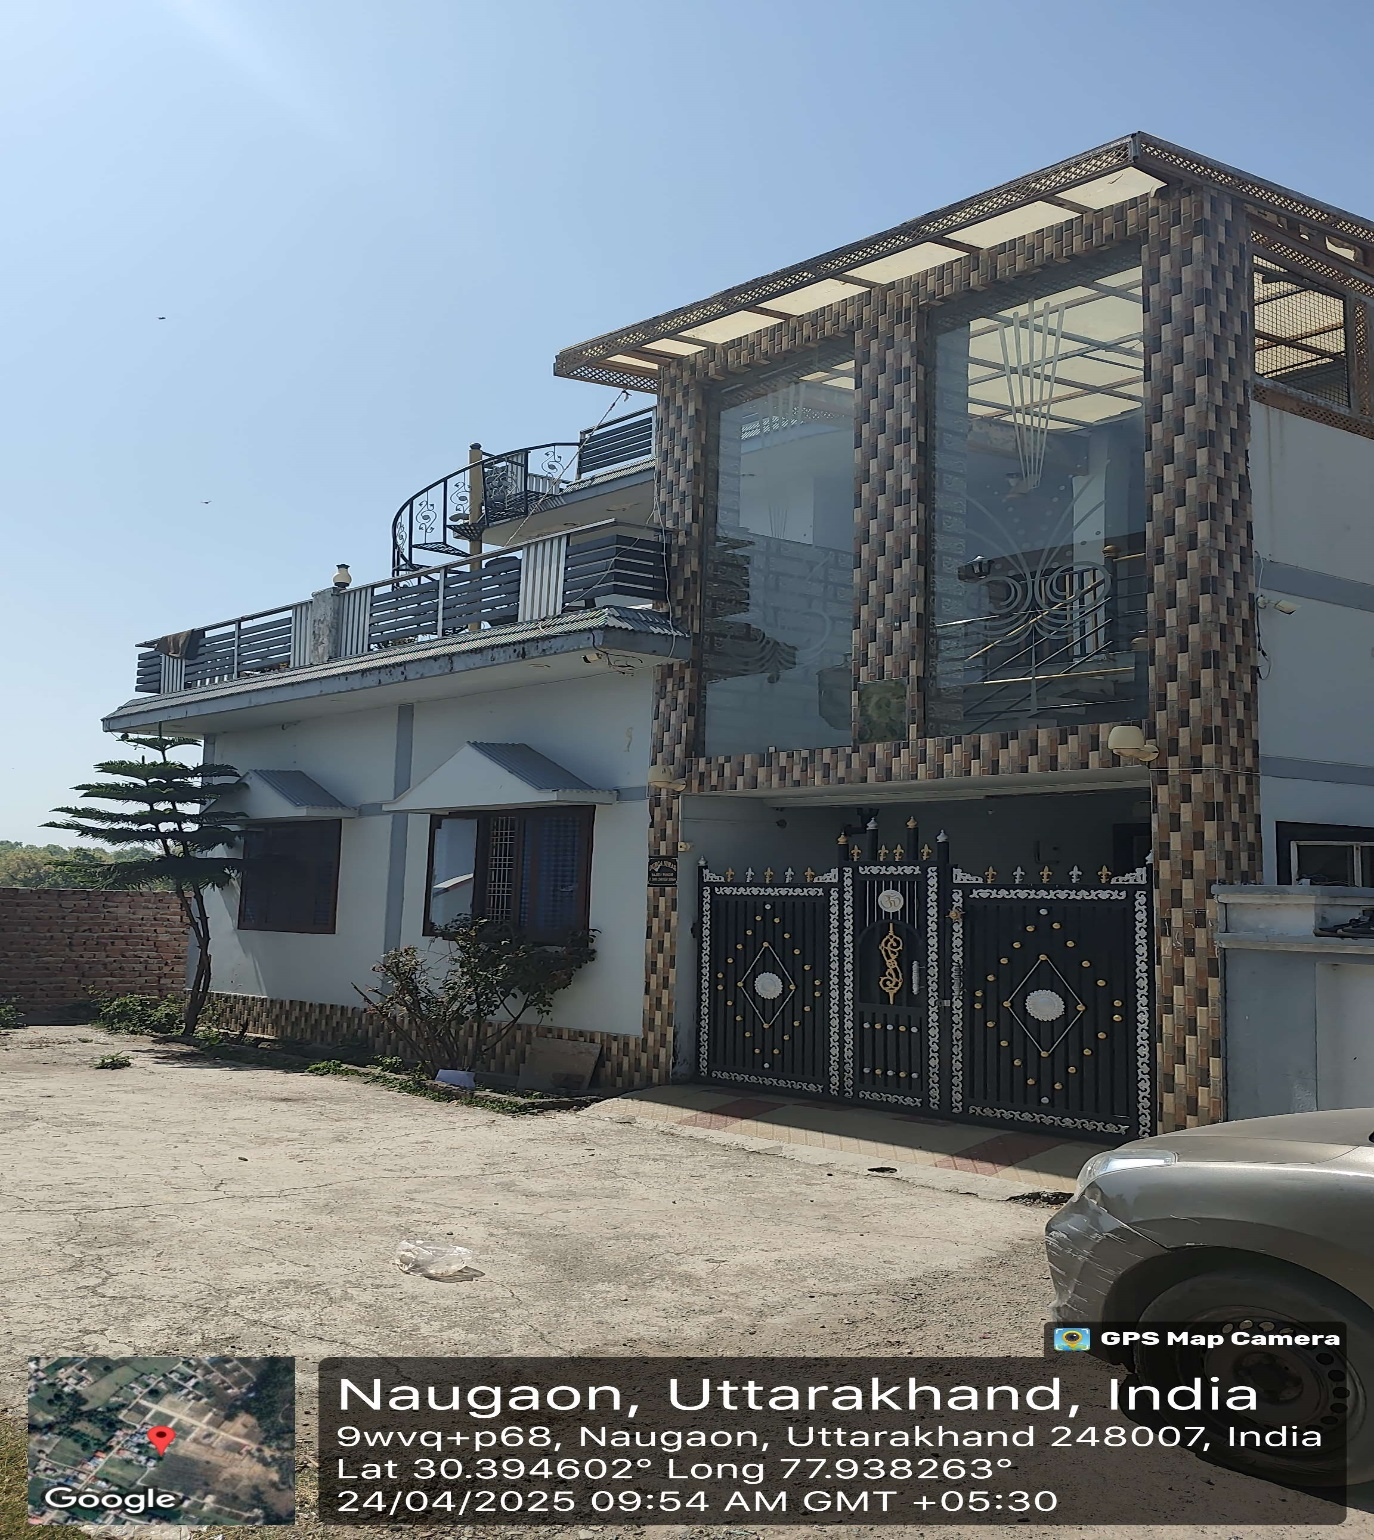 GPS Map Camera
Naugaon, Uttarakhand, India
9wvq+p68, Naugaon, Uttarakhand 248007, India
Lat 30.394602° Long 77.938263°
24/04/2025 09:54 AM GMT +05:30
Google
ॐ